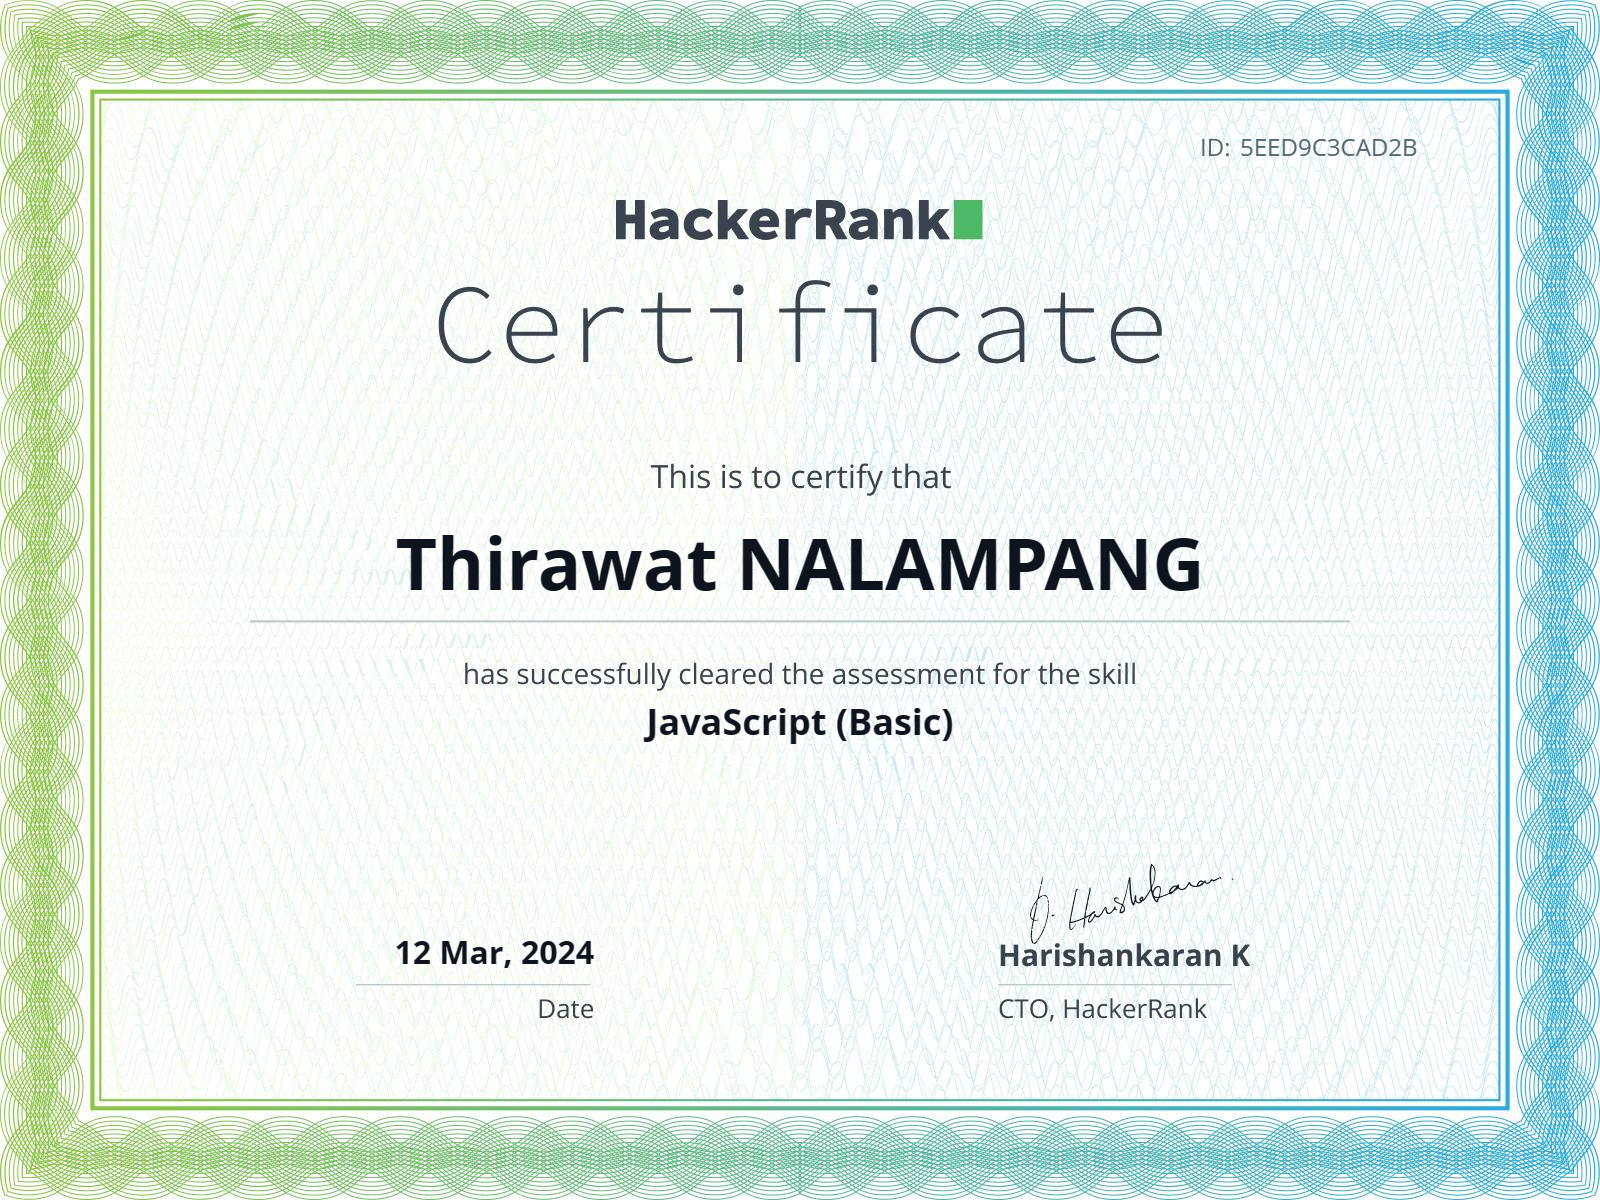 ID: 5EED9C3CAD2B
HackerRank
Certificate
This is to certify that
Thirawat NALAMPANG
has successfully cleared the assessment for the skill
JavaScript (Basic)
12 Mar, 2024
Date
Harishankaran K
CTO, HackerRank